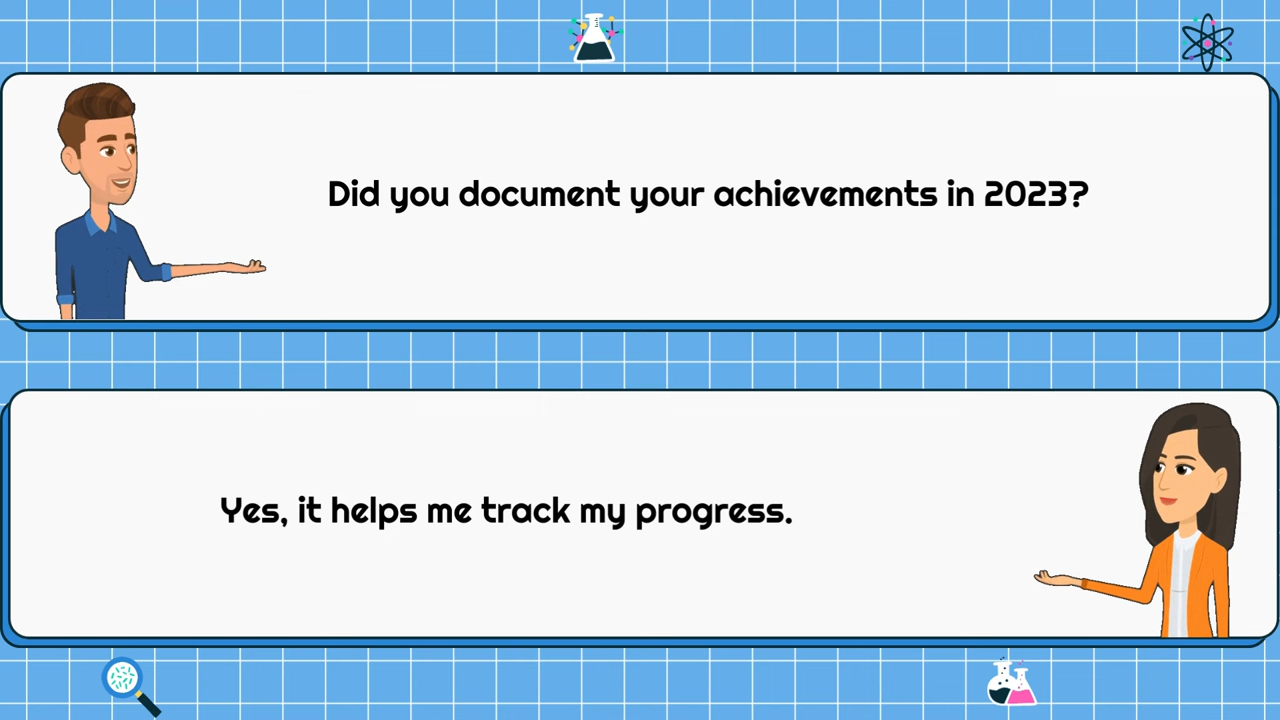 Did you document your achievements in 2023?
Yes, it helps me track my progress.